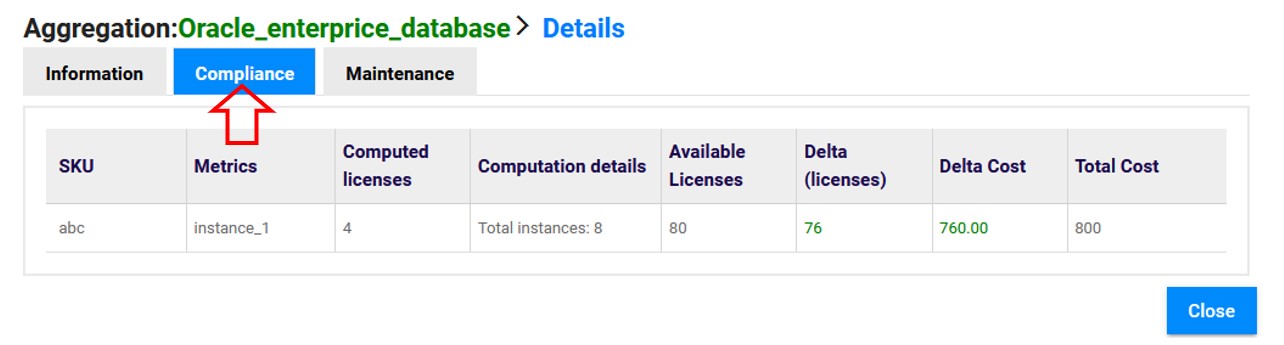 Aggregation:Oracle_enterprice_database > Details
Information Compliance Maintenance
SKU Metrics Computed licenses Computation details Available Licenses Delta (licenses) Delta Cost Total Cost
abc instance_1 4 Total instances: 8 80 76 760.00 800
Close